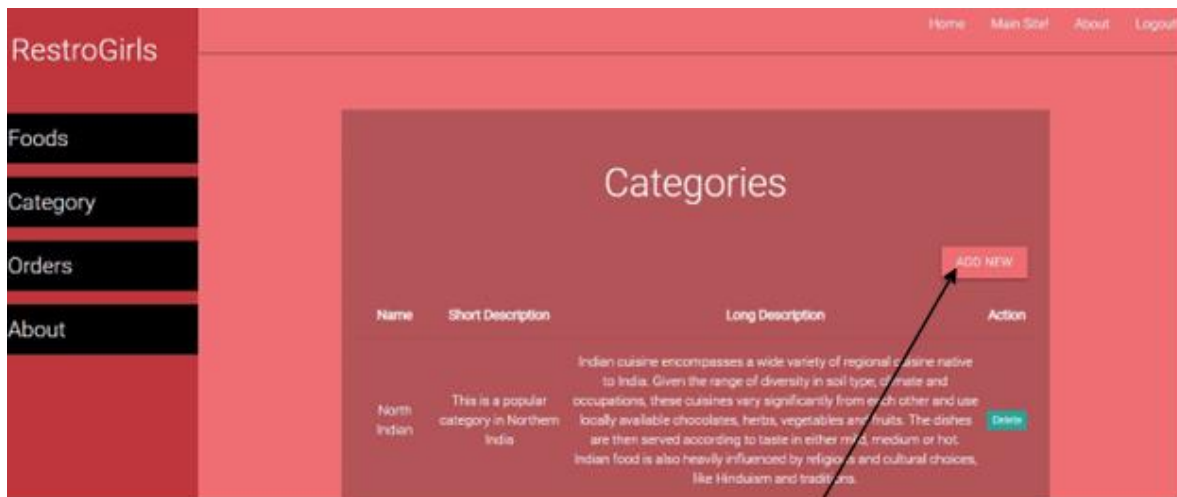 Home Main Site! About Logout
RestroGirls
Foods
Category
Orders
About
Categories
ADD NEW
Name Short Description Long Description Action
North
Indian
This is a popular
category in Northern
India
Indian cuisine encompasses a wide variety of regional cuisine native
to India. Given the range of diversity in soil type, climate and
occupations, these cuisines vary significantly from each other and use
locally available chocolates, herbs, vegetables and fruits. The dishes
are then served according to taste in either mild, medium or hot.
Indian food is also heavily influenced by religious and cultural choices,
like Hinduism and traditions.
Delete